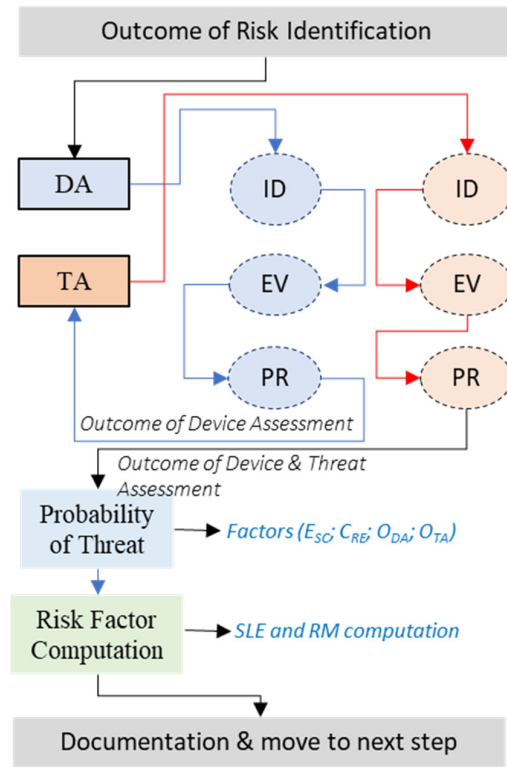 Outcome of Risk Identification
DA
ID
ID
TA
EV
EV
PR
PR
Outcome of Device Assessment
Outcome of Device & Threat
Assessment
Probability
of Threat
Factors (E_SC; C_RE; O_DA; O_TA)
Risk Factor
Computation
SLE and RM computation
Documentation & move to next step